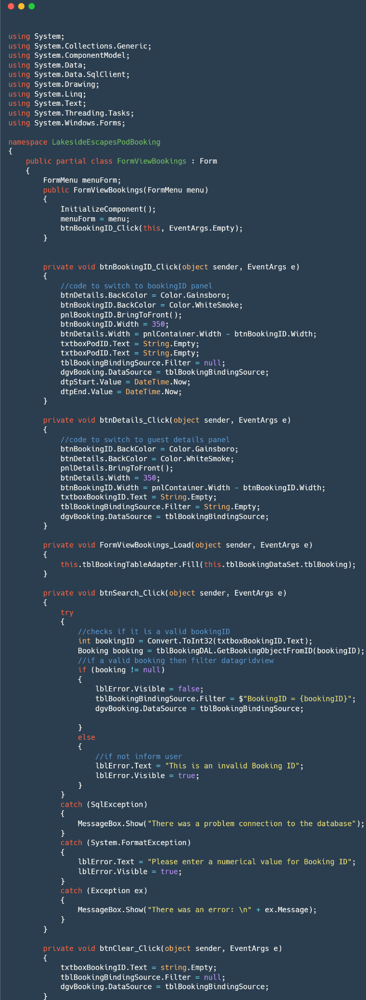 using System;
using System.Collections.Generic;
using System.ComponentModel;
using System.Data;
using System.Data.SqlClient;
using System.Drawing;
using System.Linq;
using System.Text;
using System.Threading.Tasks;
using System.Windows.Forms;

namespace LakesideEscapesPodBooking
{
    public partial class FormViewBookings : Form
    {
        FormMenu menuForm;
        public FormViewBookings(FormMenu menu)
        {
            InitializeComponent();
            menuForm = menu;
            btnBookingID_Click(this, EventArgs.Empty);
        }


        private void btnBookingID_Click(object sender, EventArgs e)
        {
            //code to switch to bookingID panel
            btnDetails.BackColor = Color.Gainsboro;
            btnBookingID.BackColor = Color.WhiteSmoke;
            pnlBookingID.BringToFront();
            btnBookingID.Width = 350;
            btnDetails.Width = pnlContainer.Width - btnBookingID.Width;
            txtboxPodID.Text = String.Empty;
            txtboxPodID.Text = String.Empty;
            tblBookingBindingSource.Filter = null;
            dgvBooking.DataSource = tblBookingBindingSource;
            dtpStart.Value = DateTime.Now;
            dtpEnd.Value = DateTime.Now;
        }

        private void btnDetails_Click(object sender, EventArgs e)
        {
            //code to switch to guest details panel
            btnBookingID.BackColor = Color.Gainsboro;
            btnDetails.BackColor = Color.WhiteSmoke;
            pnlDetails.BringToFront();
            btnDetails.Width = 350;
            btnBookingID.Width = pnlContainer.Width - btnBookingID.Width;
            txtboxBookingID.Text = String.Empty;
            tblBookingBindingSource.Filter = String.Empty;
            dgvBooking.DataSource = tblBookingBindingSource;
        }

        private void FormViewBookings_Load(object sender, EventArgs e)
        {
            this.tblBookingTableAdapter.Fill(this.tblBookingDataSet.tblBooking);
        }

        private void btnSearch_Click(object sender, EventArgs e)
        {
            try
            {
                //checks if it is a valid bookingID
                int bookingID = Convert.ToInt32(txtboxBookingID.Text);
                Booking booking = tblBookingDAL.GetBookingObjectFromID(bookingID);
                //if a valid booking then filter datagridview
                if (booking != null)
                {
                    lblError.Visible = false;
                    tblBookingBindingSource.Filter = $"BookingID = {bookingID}";
                    dgvBooking.DataSource = tblBookingBindingSource;

                }
                else
                {
                    //if not inform user
                    lblError.Text = "This is an invalid Booking ID";
                    lblError.Visible = true;
                }
            }
            catch (SqlException)
            {
                MessageBox.Show("There was a problem connection to the database");
            }
            catch (System.FormatException)
            {
                lblError.Text = "Please enter a numerical value for Booking ID";
                lblError.Visible = true;
            }
            catch (Exception ex)
            {
                MessageBox.Show("There was an error: \n" + ex.Message);
            }
        }

        private void btnClear_Click(object sender, EventArgs e)
        {
            txtboxBookingID.Text = string.Empty;
            tblBookingBindingSource.Filter = null;
            dgvBooking.DataSource = tblBookingBindingSource;
        }